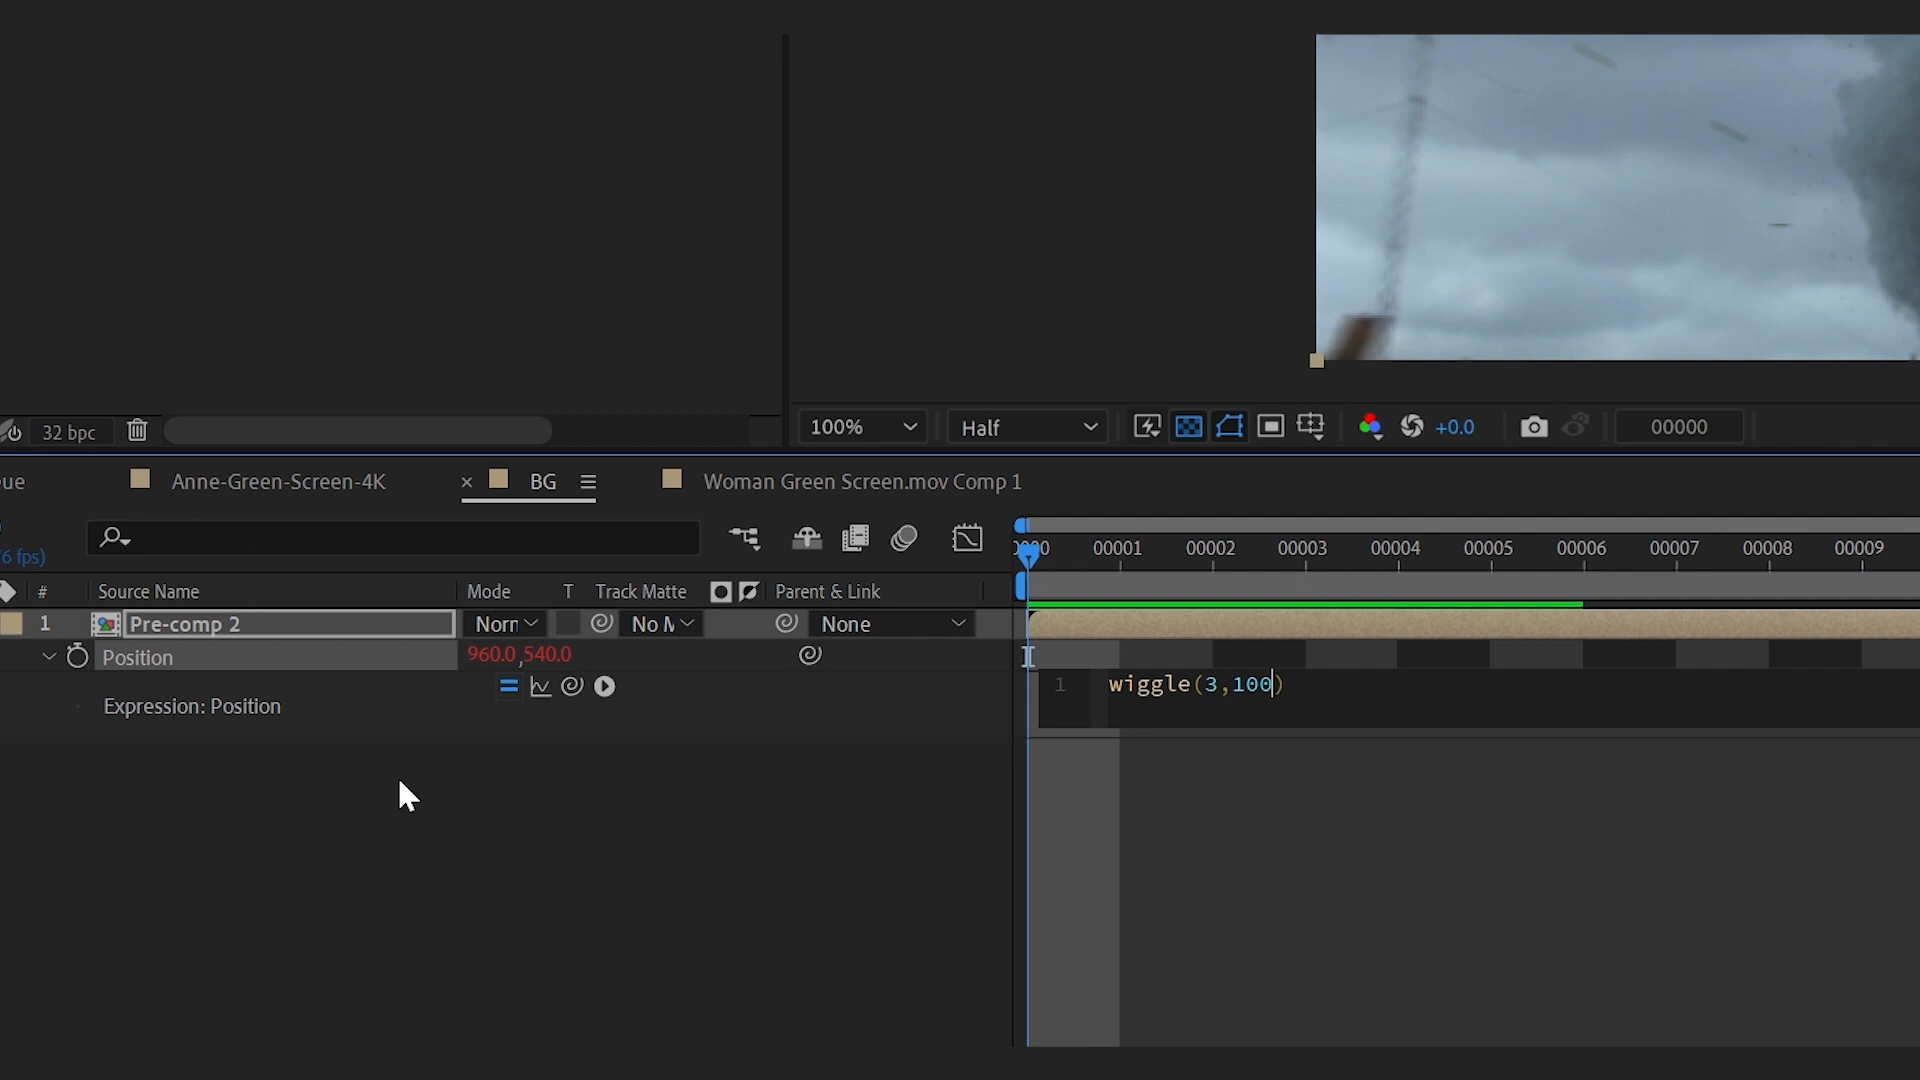 32 bpc
100%
Half
+0.0
00000
ue
Anne-Green-Screen-4K
×
BG
Woman Green Screen.mov Comp 1
6 fps)
00001
00002
00003
00004
00005
00006
00007
00008
00009
#
Source Name
Mode
T
Track Matte
Parent & Link
1
Pre-comp 2
Norn
No M
None
Position
960.0,540.0
1
wiggle(3,100)
Expression: Position